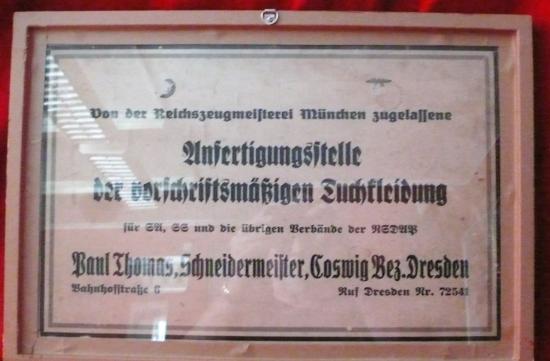 Von der Reichszeugmeisterei München zugelassene
Anfertigungsstelle
der vorschriftsmäßigen Tuchkleidung
für SA, SS und die übrigen Verbände der NSDAP
Paul Thomas, Schneidermeister, Coswig Bez. Dresden
Bahnhofstraße 6
Ruf Dresden Nr. 72541